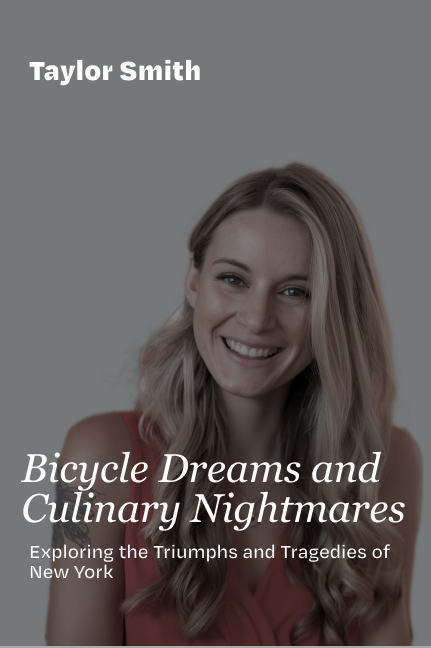 Taylor Smith
Bicycle Dreams and
Culinary Nightmares
Exploring the Triumphs and Tragedies of
New York